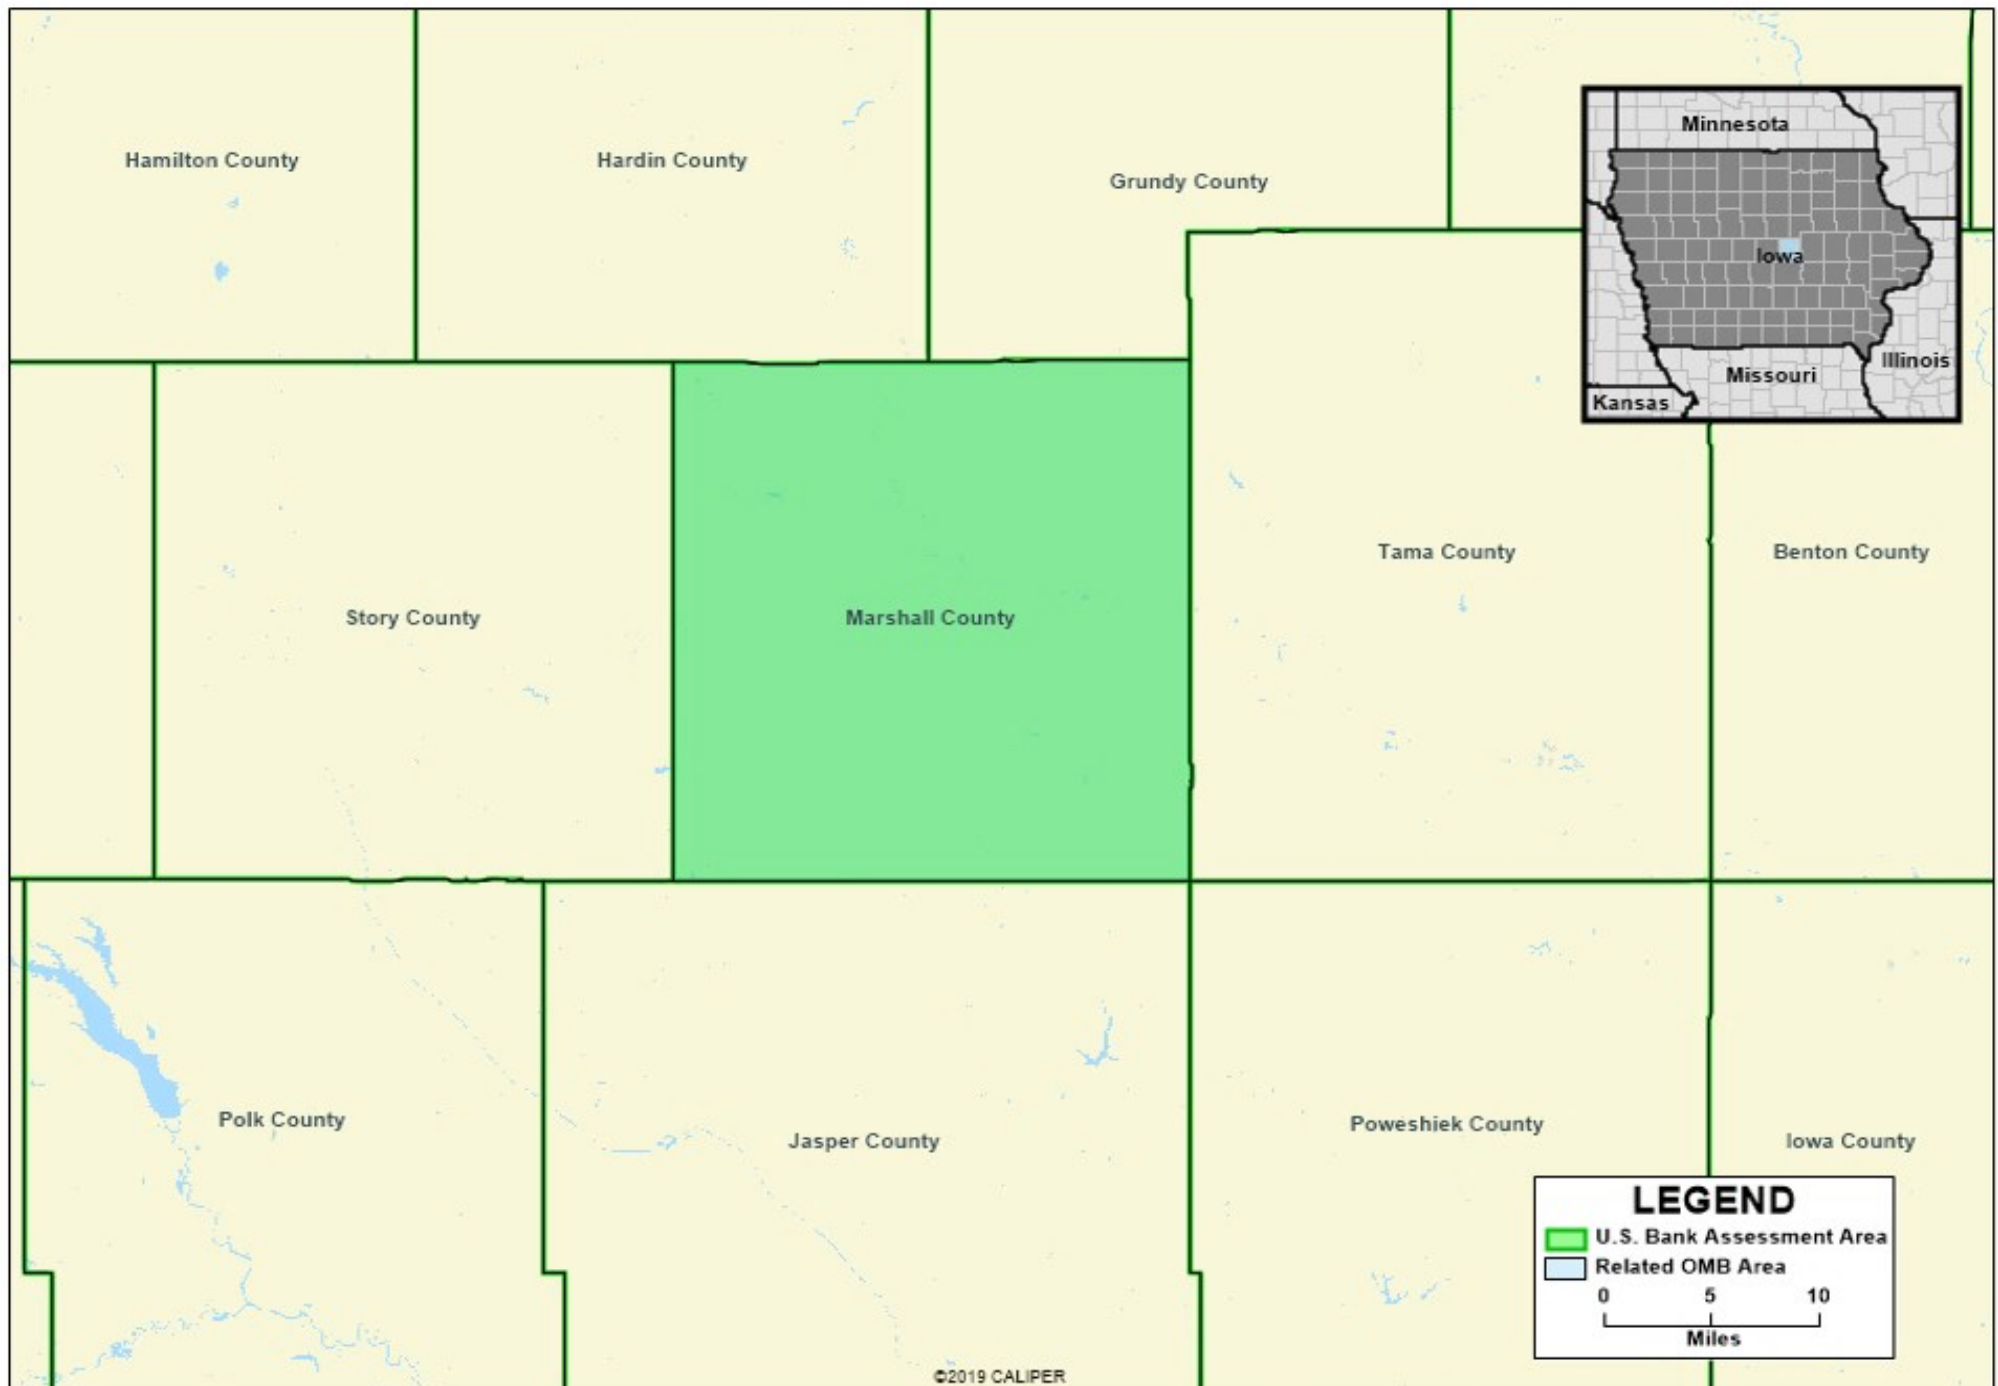 Hamilton County
Hardin County
Grundy County
Minnesota
Iowa
Missouri
Illinois
Kansas
Story County
Marshall County
Tama County
Benton County
Polk County
Jasper County
Poweshiek County
Iowa County
LEGEND
U.S. Bank Assessment Area
Related OMB Area
0 5 10
Miles
©2019 CALIPER